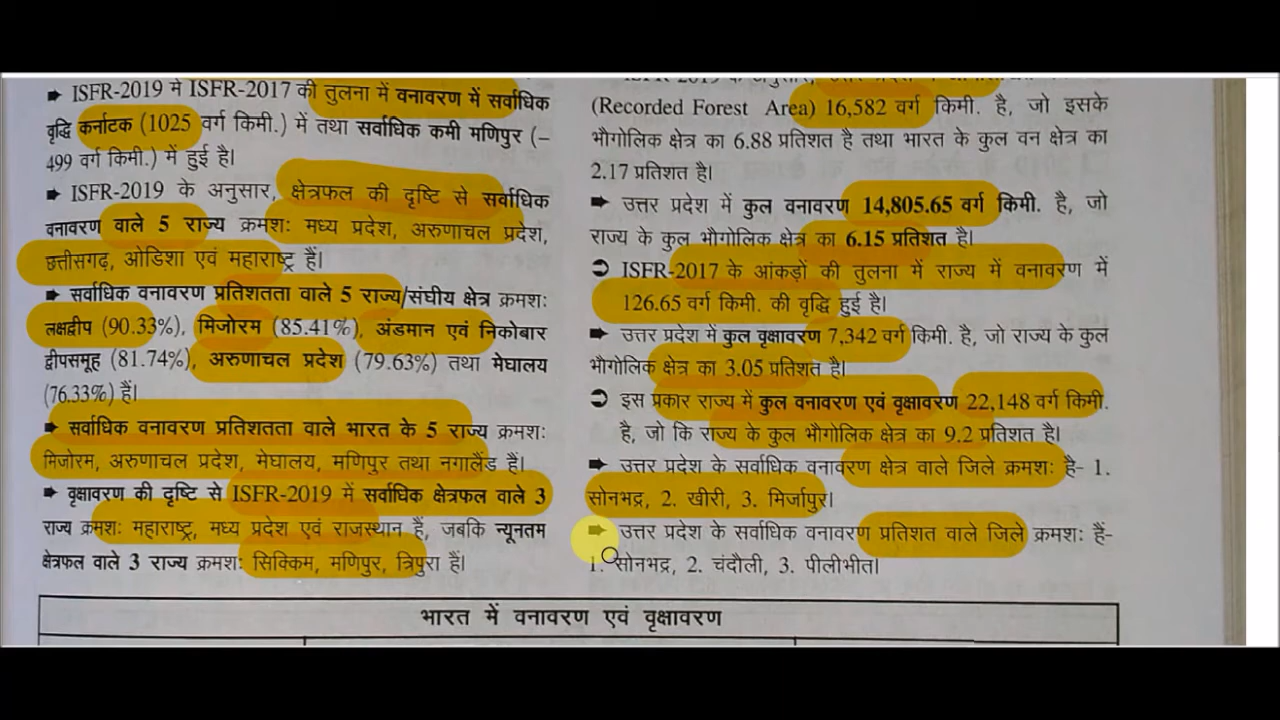 ➨ ISFR-2019 मे ISFR-2017 की तुलना में वनावरण में सर्वाधिक
वृद्धि कर्नाटक (1025 वर्ग किमी.) में तथा सर्वाधिक कमी मणिपुर (–
499 वर्ग किमी.) में हुई है।
➨ ISFR-2019 के अनुसार, क्षेत्रफल की दृष्टि से सर्वाधिक
वनावरण वाले 5 राज्य क्रमशः मध्य प्रदेश, अरुणाचल प्रदेश,
छत्तीसगढ़, ओडिशा एवं महाराष्ट्र हैं।
➨ सर्वाधिक वनावरण प्रतिशतता वाले 5 राज्य/संघीय क्षेत्र क्रमशः
लक्षद्वीप (90.33%), मिजोरम (85.41%), अंडमान एवं निकोबार
द्वीपसमूह (81.74%), अरुणाचल प्रदेश (79.63%) तथा मेघालय
(76.33%) हैं।
➨ सर्वाधिक वनावरण प्रतिशतता वाले भारत के 5 राज्य क्रमशः
मिजोरम, अरुणाचल प्रदेश, मेघालय, मणिपुर तथा नगालैंड हैं।
➨ वृक्षावरण की दृष्टि से ISFR-2019 में सर्वाधिक क्षेत्रफल वाले 3
राज्य क्रमशः महाराष्ट्र, मध्य प्रदेश एवं राजस्थान हैं, जबकि न्यूनतम
क्षेत्रफल वाले 3 राज्य क्रमशः सिक्किम, मणिपुर, त्रिपुरा हैं।
(Recorded Forest Area) 16,582 वर्ग किमी. है, जो इसके
भौगोलिक क्षेत्र का 6.88 प्रतिशत है तथा भारत के कुल वन क्षेत्र का
2.17 प्रतिशत है।
➨ उत्तर प्रदेश में कुल वनावरण 14,805.65 वर्ग किमी. है, जो
राज्य के कुल भौगोलिक क्षेत्र का 6.15 प्रतिशत है।
➲ ISFR-2017 के आंकड़ों की तुलना में राज्य में वनावरण में
126.65 वर्ग किमी. की वृद्धि हुई है।
➨ उत्तर प्रदेश में कुल वृक्षावरण 7,342 वर्ग किमी. है, जो राज्य के कुल
भौगोलिक क्षेत्र का 3.05 प्रतिशत है।
➲ इस प्रकार राज्य में कुल वनावरण एवं वृक्षावरण 22,148 वर्ग किमी.
है, जो कि राज्य के कुल भौगोलिक क्षेत्र का 9.2 प्रतिशत है।
➨ उत्तर प्रदेश के सर्वाधिक वनावरण क्षेत्र वाले जिले क्रमशः है- 1.
सोनभद्र, 2. खीरी, 3. मिर्जापुर।
➨ उत्तर प्रदेश के सर्वाधिक वनावरण प्रतिशत वाले जिले क्रमशः हैं-
1. सोनभद्र, 2. चंदौली, 3. पीलीभीत।
भारत में वनावरण एवं वृक्षावरण